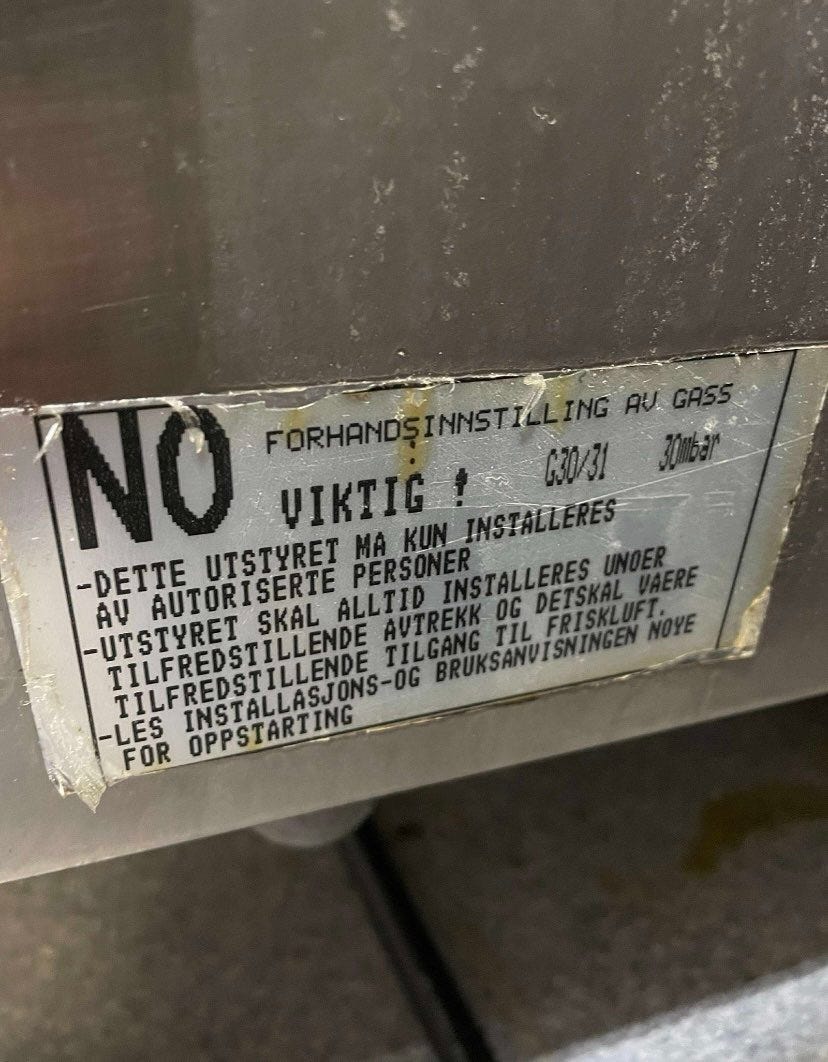 NO
FORHANDSINNSTILLING AV GASS
: G30/31 30mbar
VIKTIG !
-DETTE UTSTYRET MA KUN INSTALLERES
AV AUTORISERTE PERSONER
-UTSTYRET SKAL ALLTID INSTALLERES UNOER
TILFREDSTILLENDE AVTREKK OG DETSKAL VAERE
TILFREDSTILLENDE TILGANG TIL FRISKLUFT.
-LES INSTALLASJONS-OG BRUKSANVISNINGEN NOYE
FOR OPPSTARTING